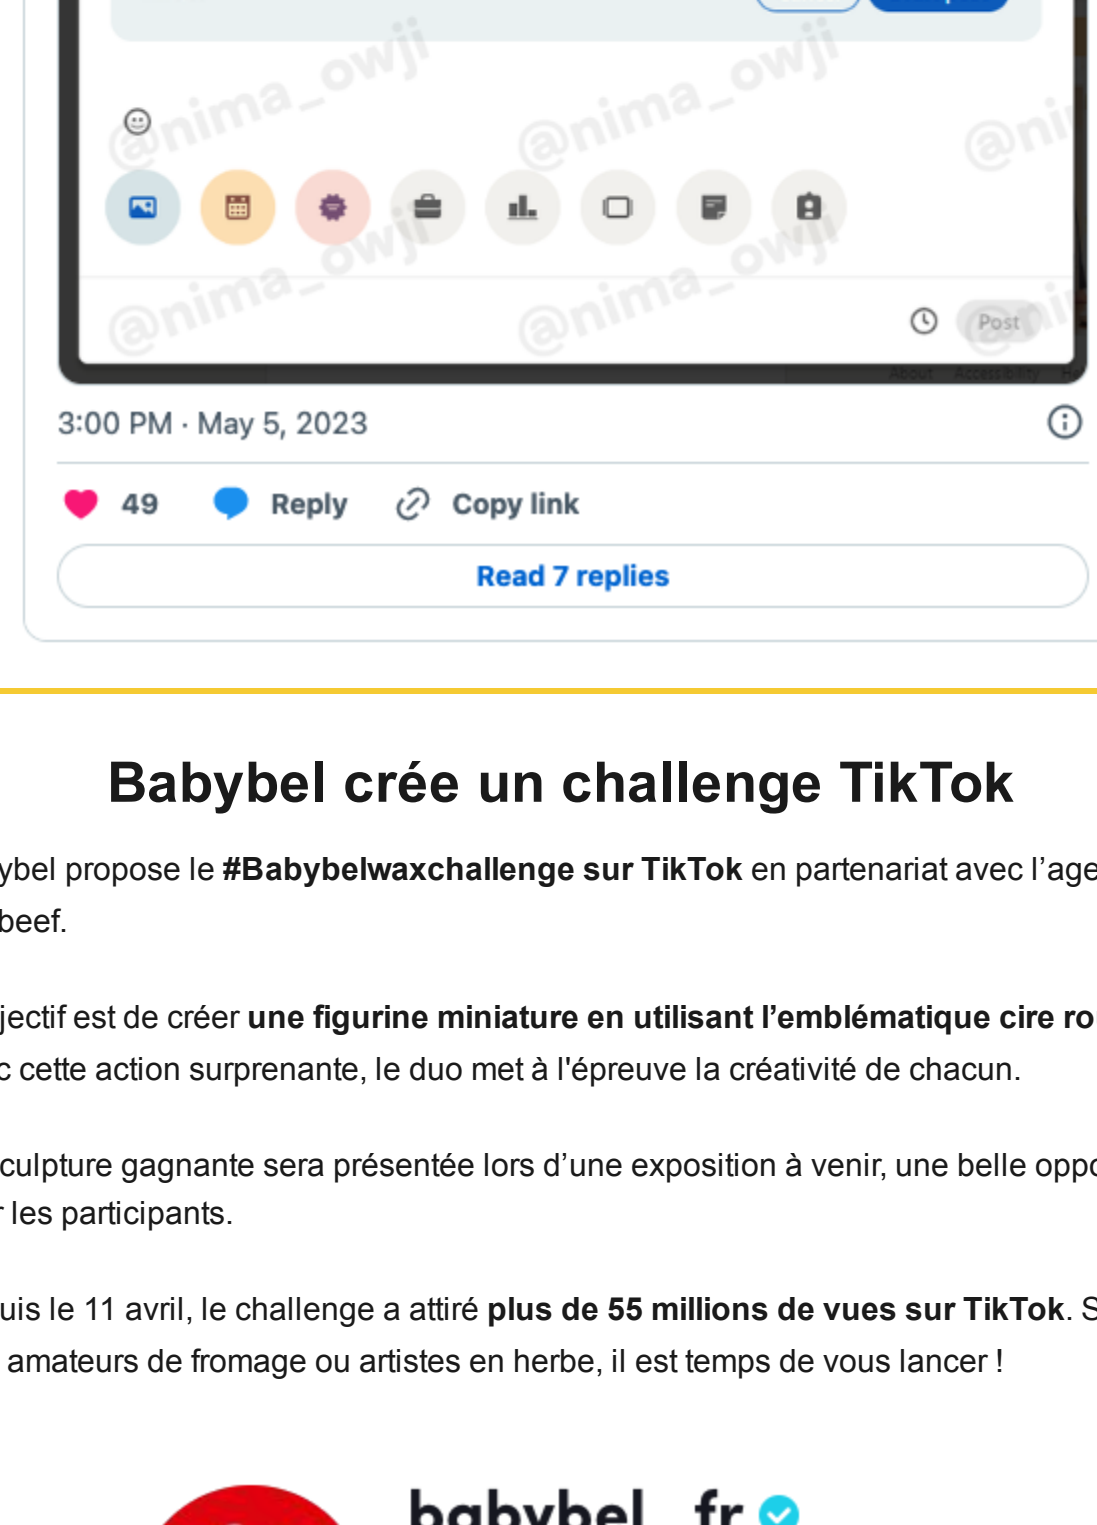 @nima_owji @nima_owji @ni
@nima_owji @nima_owji @ni
Post
About Accessibility He
3:00 PM · May 5, 2023
49 Reply Copy link
Read 7 replies
Babybel crée un challenge TikTok
ybel propose le #Babybelwaxchallenge sur TikTok en partenariat avec l’age
beef.
jectif est de créer une figurine miniature en utilisant l’emblématique cire ro
c cette action surprenante, le duo met à l'épreuve la créativité de chacun.
culpture gagnante sera présentée lors d’une exposition à venir, une belle oppo
r les participants.
uis le 11 avril, le challenge a attiré plus de 55 millions de vues sur TikTok. S
amateurs de fromage ou artistes en herbe, il est temps de vous lancer !
babybel_fr